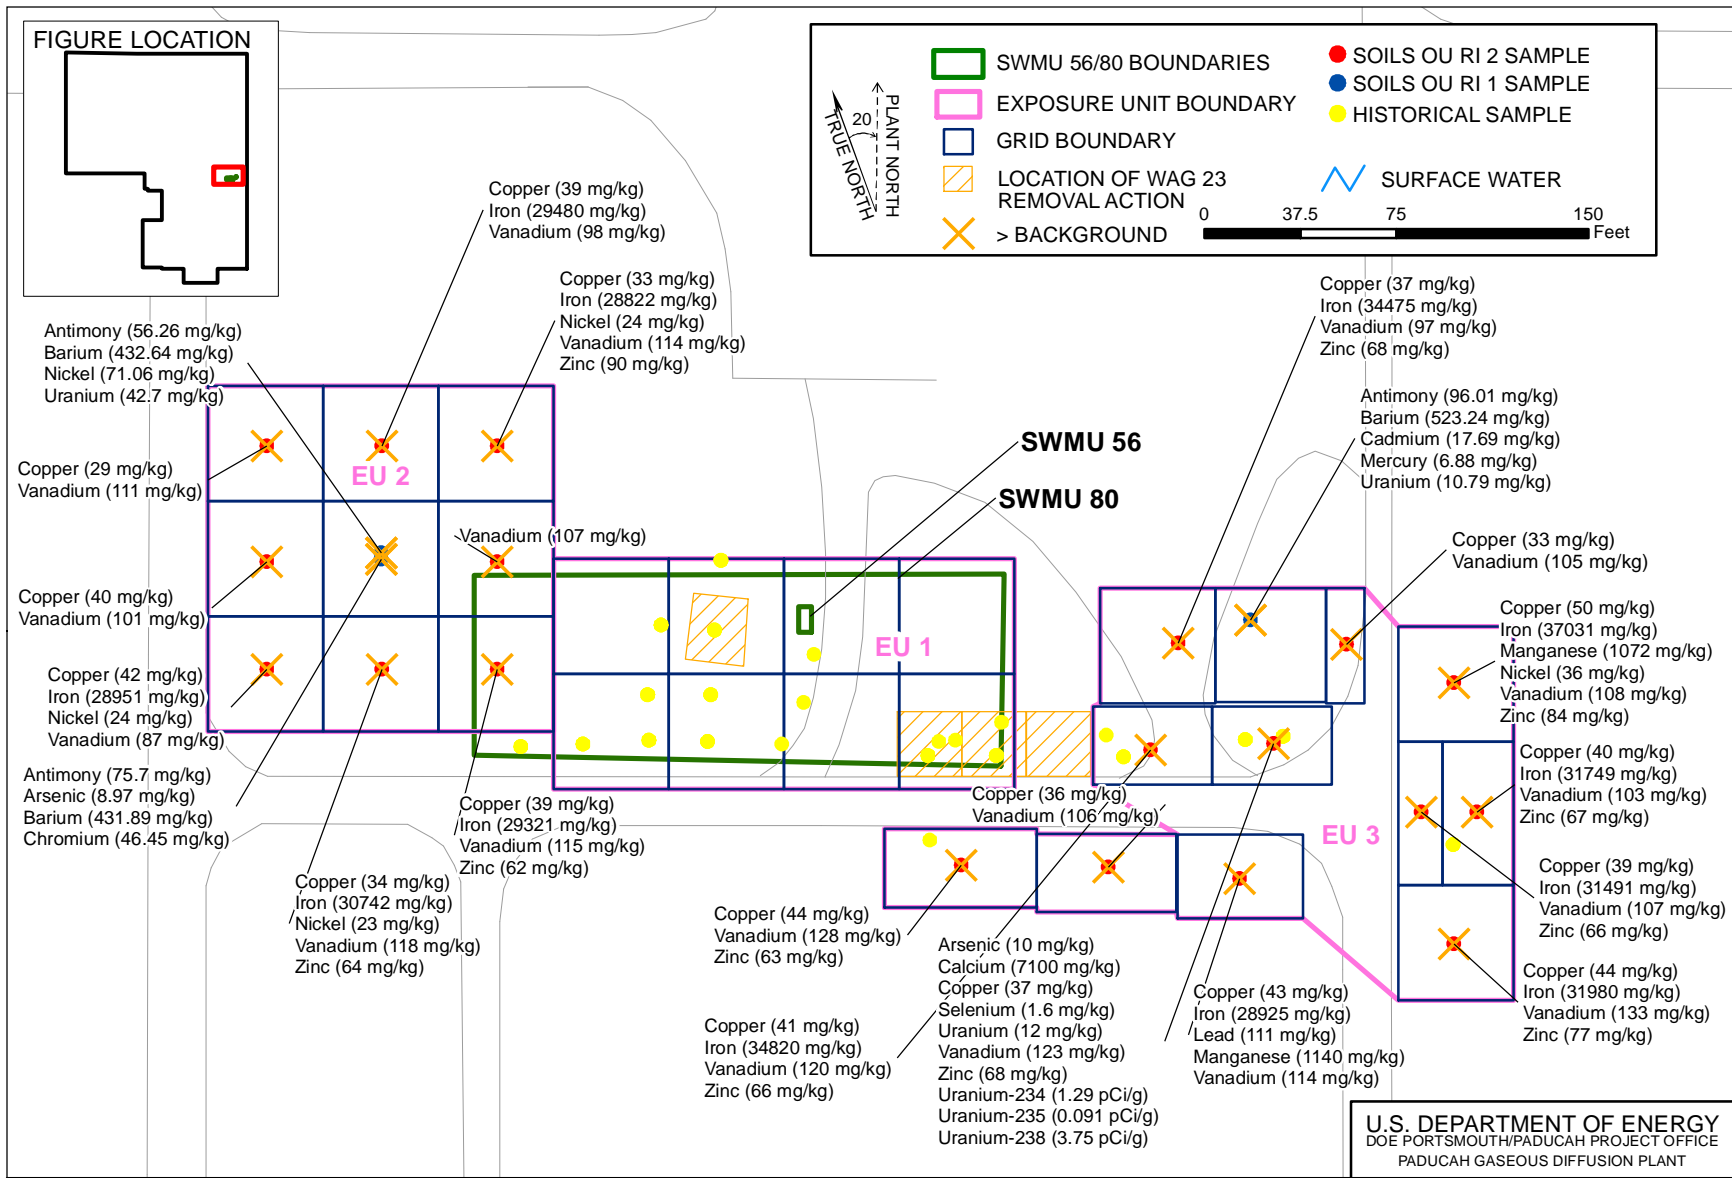 FIGURE LOCATION
TRUE NORTH
20
PLANT NORTH
SWMU 56/80 BOUNDARIES
EXPOSURE UNIT BOUNDARY
GRID BOUNDARY
LOCATION OF WAG 23
REMOVAL ACTION
> BACKGROUND
SOILS OU RI 2 SAMPLE
SOILS OU RI 1 SAMPLE
HISTORICAL SAMPLE
SURFACE WATER
0 37.5 75 150
Feet
Copper (39 mg/kg)
Iron (29480 mg/kg)
Vanadium (98 mg/kg)
Copper (33 mg/kg)
Iron (28822 mg/kg)
Nickel (24 mg/kg)
Vanadium (114 mg/kg)
Zinc (90 mg/kg)
Antimony (56.26 mg/kg)
Barium (432.64 mg/kg)
Nickel (71.06 mg/kg)
Uranium (42.7 mg/kg)
Copper (37 mg/kg)
Iron (34475 mg/kg)
Vanadium (97 mg/kg)
Zinc (68 mg/kg)
Antimony (96.01 mg/kg)
Barium (523.24 mg/kg)
Cadmium (17.69 mg/kg)
Mercury (6.88 mg/kg)
Uranium (10.79 mg/kg)
Copper (29 mg/kg)
Vanadium (111 mg/kg)
EU 2
SWMU 56
SWMU 80
Vanadium (107 mg/kg)
Copper (33 mg/kg)
Vanadium (105 mg/kg)
Copper (40 mg/kg)
Vanadium (101 mg/kg)
EU 1
Copper (50 mg/kg)
Iron (37031 mg/kg)
Manganese (1072 mg/kg)
Nickel (36 mg/kg)
Vanadium (108 mg/kg)
Zinc (84 mg/kg)
Copper (42 mg/kg)
Iron (28951 mg/kg)
Nickel (24 mg/kg)
Vanadium (87 mg/kg)
Copper (40 mg/kg)
Iron (31749 mg/kg)
Vanadium (103 mg/kg)
Zinc (67 mg/kg)
Antimony (75.7 mg/kg)
Arsenic (8.97 mg/kg)
Barium (431.89 mg/kg)
Chromium (46.45 mg/kg)
Copper (39 mg/kg)
Iron (29321 mg/kg)
Vanadium (115 mg/kg)
Zinc (62 mg/kg)
Copper (36 mg/kg)
Vanadium (106 mg/kg)
EU 3
Copper (39 mg/kg)
Iron (31491 mg/kg)
Vanadium (107 mg/kg)
Zinc (66 mg/kg)
Copper (34 mg/kg)
Iron (30742 mg/kg)
Nickel (23 mg/kg)
Vanadium (118 mg/kg)
Zinc (64 mg/kg)
Copper (44 mg/kg)
Vanadium (128 mg/kg)
Zinc (63 mg/kg)
Arsenic (10 mg/kg)
Calcium (7100 mg/kg)
Copper (37 mg/kg)
Selenium (1.6 mg/kg)
Uranium (12 mg/kg)
Vanadium (123 mg/kg)
Zinc (68 mg/kg)
Uranium-234 (1.29 pCi/g)
Uranium-235 (0.091 pCi/g)
Uranium-238 (3.75 pCi/g)
Copper (44 mg/kg)
Iron (31980 mg/kg)
Vanadium (133 mg/kg)
Zinc (77 mg/kg)
Copper (43 mg/kg)
Iron (28925 mg/kg)
Lead (111 mg/kg)
Manganese (1140 mg/kg)
Vanadium (114 mg/kg)
Copper (41 mg/kg)
Iron (34820 mg/kg)
Vanadium (120 mg/kg)
Zinc (66 mg/kg)
U.S. DEPARTMENT OF ENERGY
DOE PORTSMOUTH/PADUCAH PROJECT OFFICE
PADUCAH GASEOUS DIFFUSION PLANT